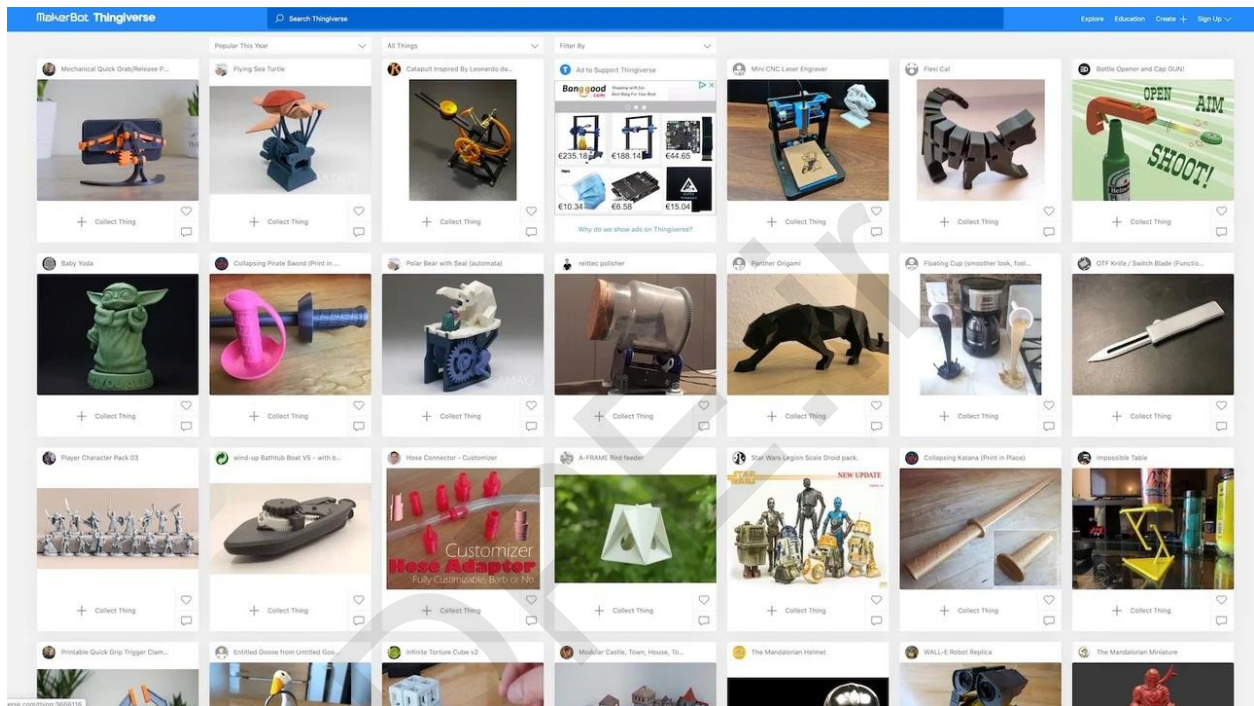 MakerBot Thingiverse
Search Thingiverse
Explore Education Create Sign Up
Popular This Year
All Things
Filter By
Mechanical Quick Grab/Release P...
Flying Sea Turtle
Catapult Inspired By Leonardo da...
Ad to Support Thingiverse
Mini CNC Laser Engraver
Flexi Cat
Bottle Opener and Cap GUN!
Banggood.com
€235.18
€188.14
€44.65
€10.34
€6.58
€15.04
OPEN AIM
SHOOT!
Collect Thing
Collect Thing
Collect Thing
Why do we show ads on Thingiverse?
Collect Thing
Collect Thing
Collect Thing
Baby Yoda
Collapsing Pirate Sword (Print in ...
Polar Bear with Seal (automata)
reittec polisher
Panther Origami
Floating Cup (smoother look, fool...
OTF Knife / Switch Blade (Functio...
Collect Thing
Collect Thing
Collect Thing
Collect Thing
Collect Thing
Collect Thing
Collect Thing
Player Character Pack 03
wind-up Bathtub Boat V5 - with b...
Hose Connector - Customizer
A-FRAME Bird feeder
Star Wars Legion Scale Droid pack.
Collapsing Katana (Print in Place)
Impossible Table
STAR WARS
NEW UPDATE
Customizer
Hose Adaptor
Fully Customizable, Barb or No
Collect Thing
Collect Thing
Collect Thing
Collect Thing
Collect Thing
Collect Thing
Collect Thing
Printable Quick Grip Trigger Clam...
Entitled Goose from Untitled Goo...
Infinite Torture Cube v2
Modular Castle, Town, House, To...
The Mandalorian Helmet
WALL-E Robot Replica
The Mandalorian Miniature